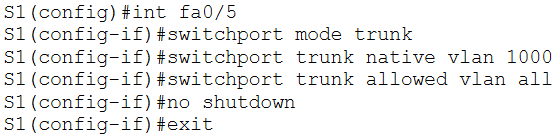 S1(config)#int fa0/5
S1(config-if)#switchport mode trunk
S1(config-if)#switchport trunk native vlan 1000
S1(config-if)#switchport trunk allowed vlan all
S1(config-if)#no shutdown
S1(config-if)#exit